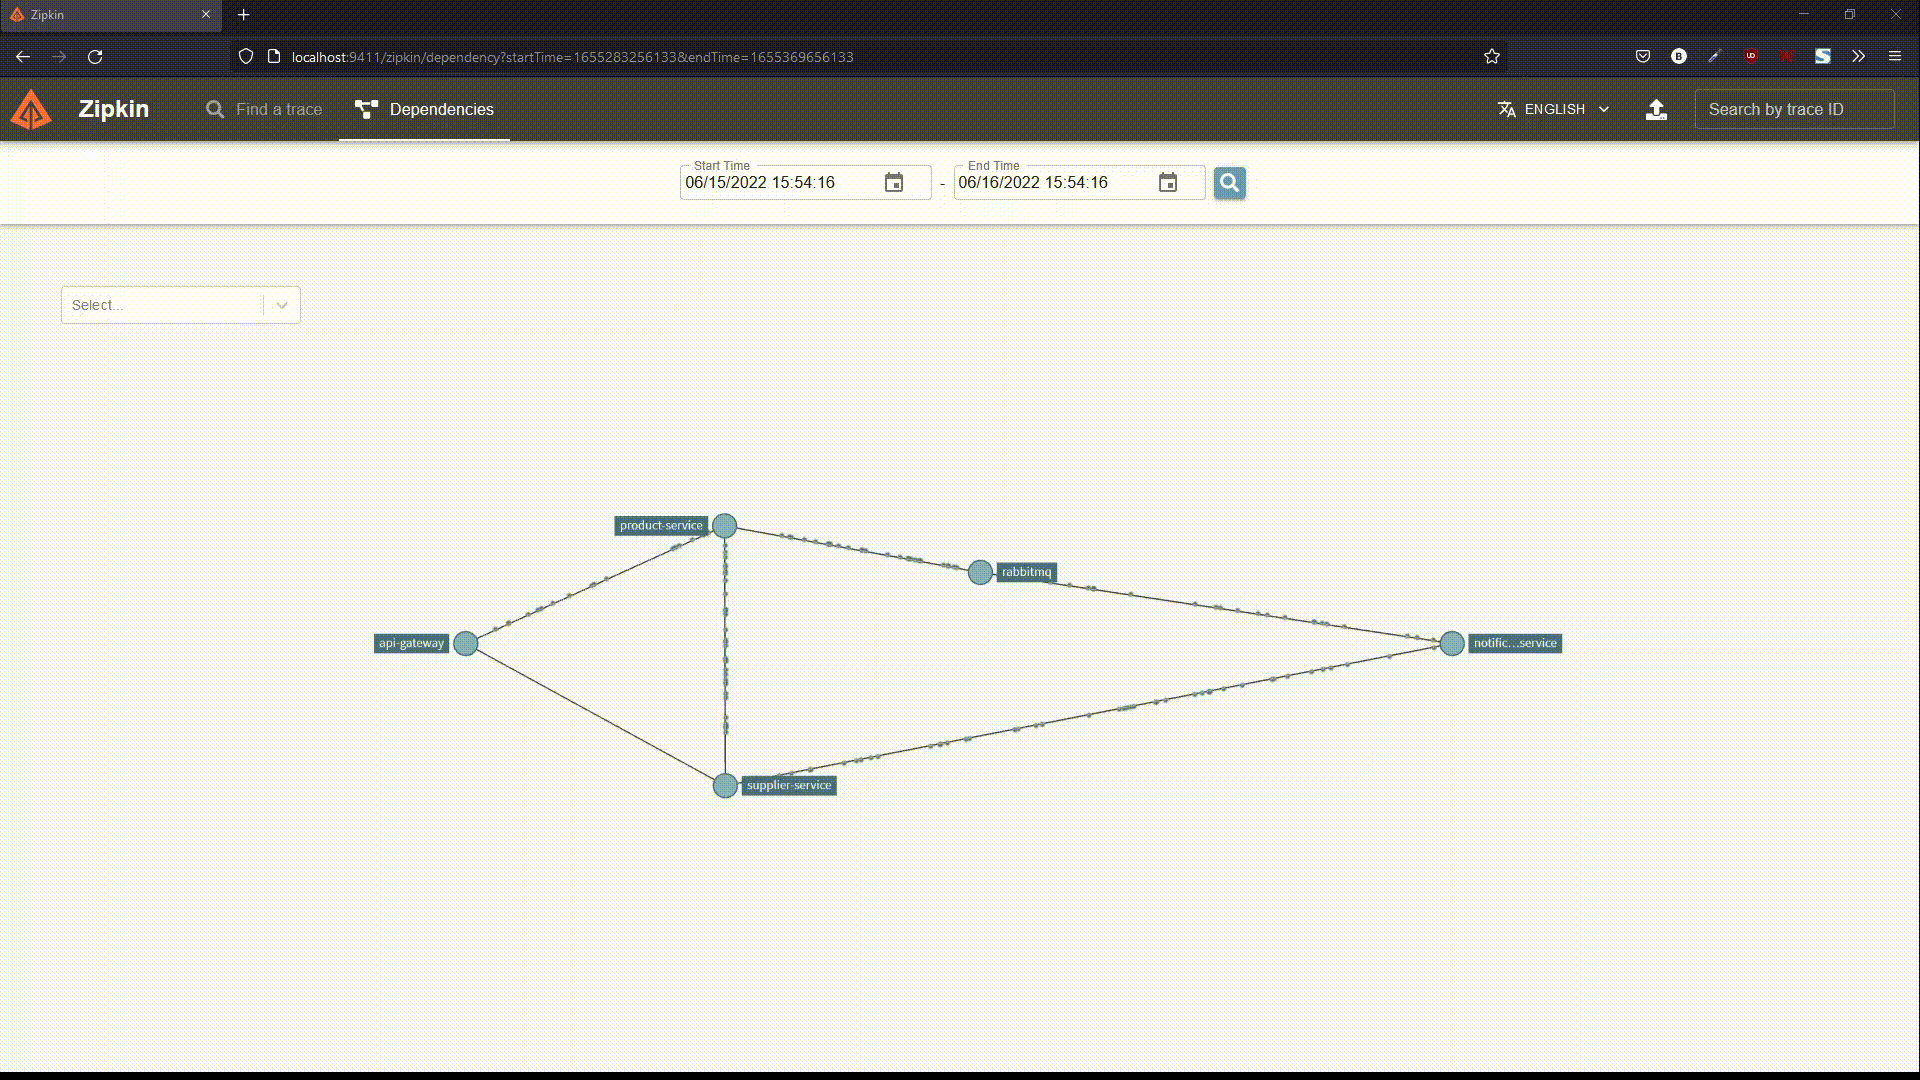 Zipkin
localhost:9411/zipkin/dependency?startTime=1655283256133&endTime=1655369656133
Zipkin
Find a trace
Dependencies
ENGLISH
Search by trace ID
Start Time
06/15/2022 15:54:16
-
End Time
06/16/2022 15:54:16
Select...
product-service
rabbitmq
api-gateway
notific...service
supplier-service